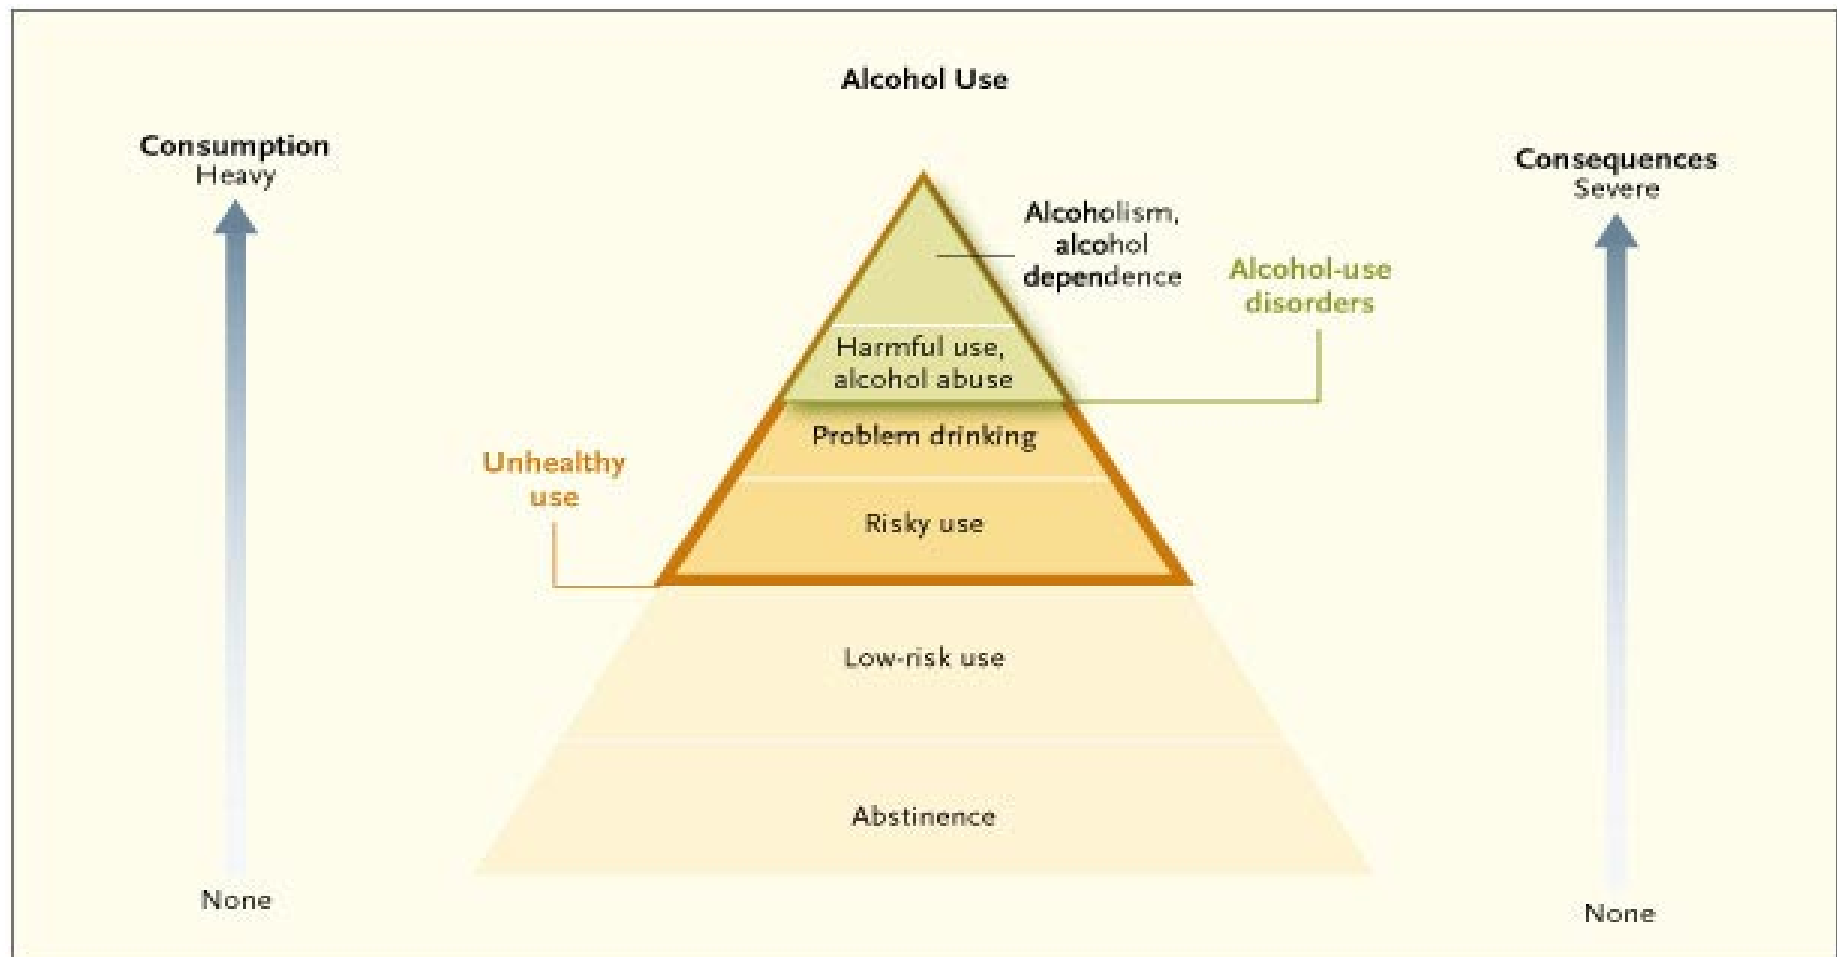 Alcohol Use
Consumption
Heavy
Consequences
Severe
Alcoholism,
alcohol
dependence
Alcohol-use
disorders
Harmful use,
alcohol abuse
Problem drinking
Unhealthy
use
Risky use
Low-risk use
Abstinence
None
None